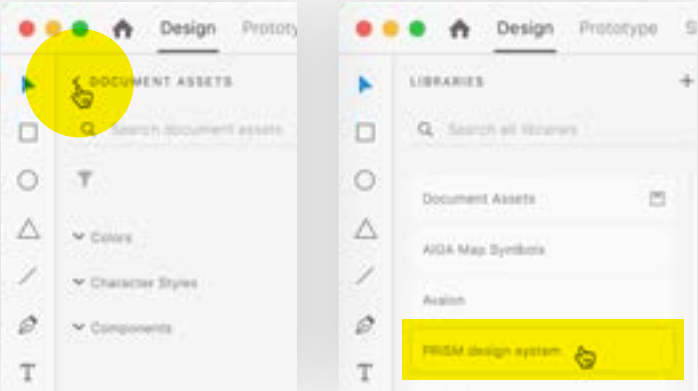 Design Prototy
DOCUMENT ASSETS
Search document assets
Colors
Character Styles
Components
T
Design Prototype S
LIBRARIES +
Search all libraries
Document Assets
AIGA Map Symbols
Avalon
PRISM design system
T